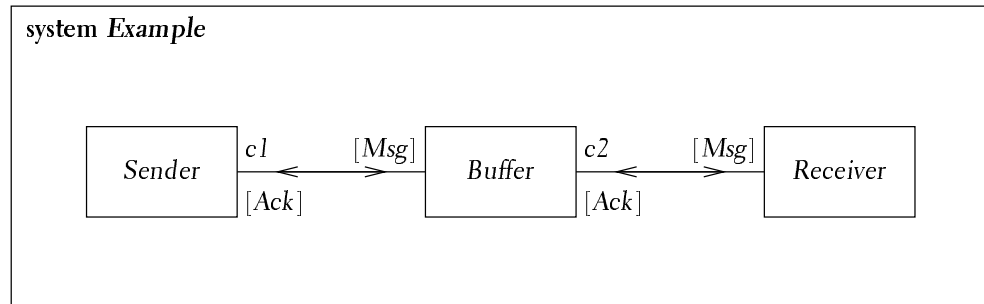 system Example
c1 [Msg] c2 [Msg]
Sender Buffer Receiver
[Ack] [Ack]